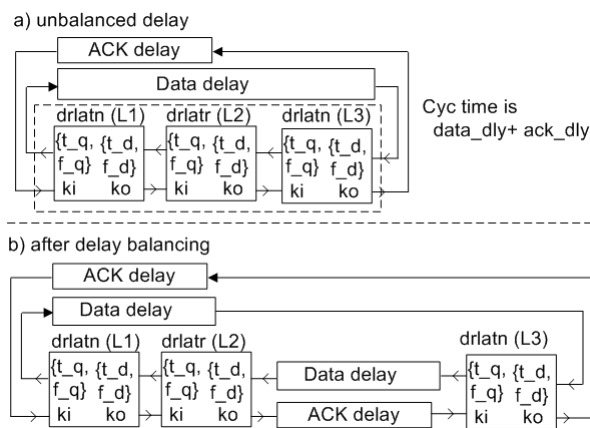 a) unbalanced delay
ACK delay
Data delay
drlatn (L1) drlatr (L2) drlatn (L3)
{t_q, {t_d, {t_q, {t_d, {t_q, {t_d,
f_q} f_d} f_q} f_d} f_q} f_d}
ki ko ki ko ki ko
Cyc time is
data_dly+ ack_dly
b) after delay balancing
ACK delay
Data delay
drlatn (L1) drlatr (L2) drlatn (L3)
{t_q, {t_d, {t_q, {t_d, {t_q, {t_d,
f_q} f_d} f_q} f_d} Data delay f_q} f_d}
ki ko ki ko ACK delay ki ko